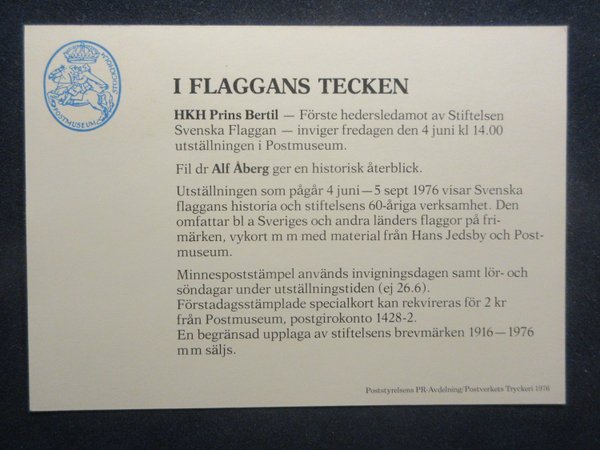 STOCKHOLM
POSTMUSEUM
I FLAGGANS TECKEN
HKH Prins Bertil — Förste hedersledamot av Stiftelsen
Svenska Flaggan — inviger fredagen den 4 juni kl 14.00
utställningen i Postmuseum.
Fil dr Alf Åberg ger en historisk återblick.
Utställningen som pågår 4 juni—5 sept 1976 visar Svenska
flaggans historia och stiftelsens 60-åriga verksamhet. Den
omfattar bl a Sveriges och andra länders flaggor på fri-
märken, vykort m m med material från Hans Jedsby och Post-
museum.
Minnespoststämpel används invigningsdagen samt lör- och
söndagar under utställningstiden (ej 26.6).
Förstadagsstämplade specialkort kan rekvireras för 2 kr
från Postmuseum, postgirokonto 1428-2.
En begränsad upplaga av stiftelsens brevmärken 1916—1976
m m säljs.
Poststyrelsens PR-Avdelning/Postverkets Tryckeri 1976